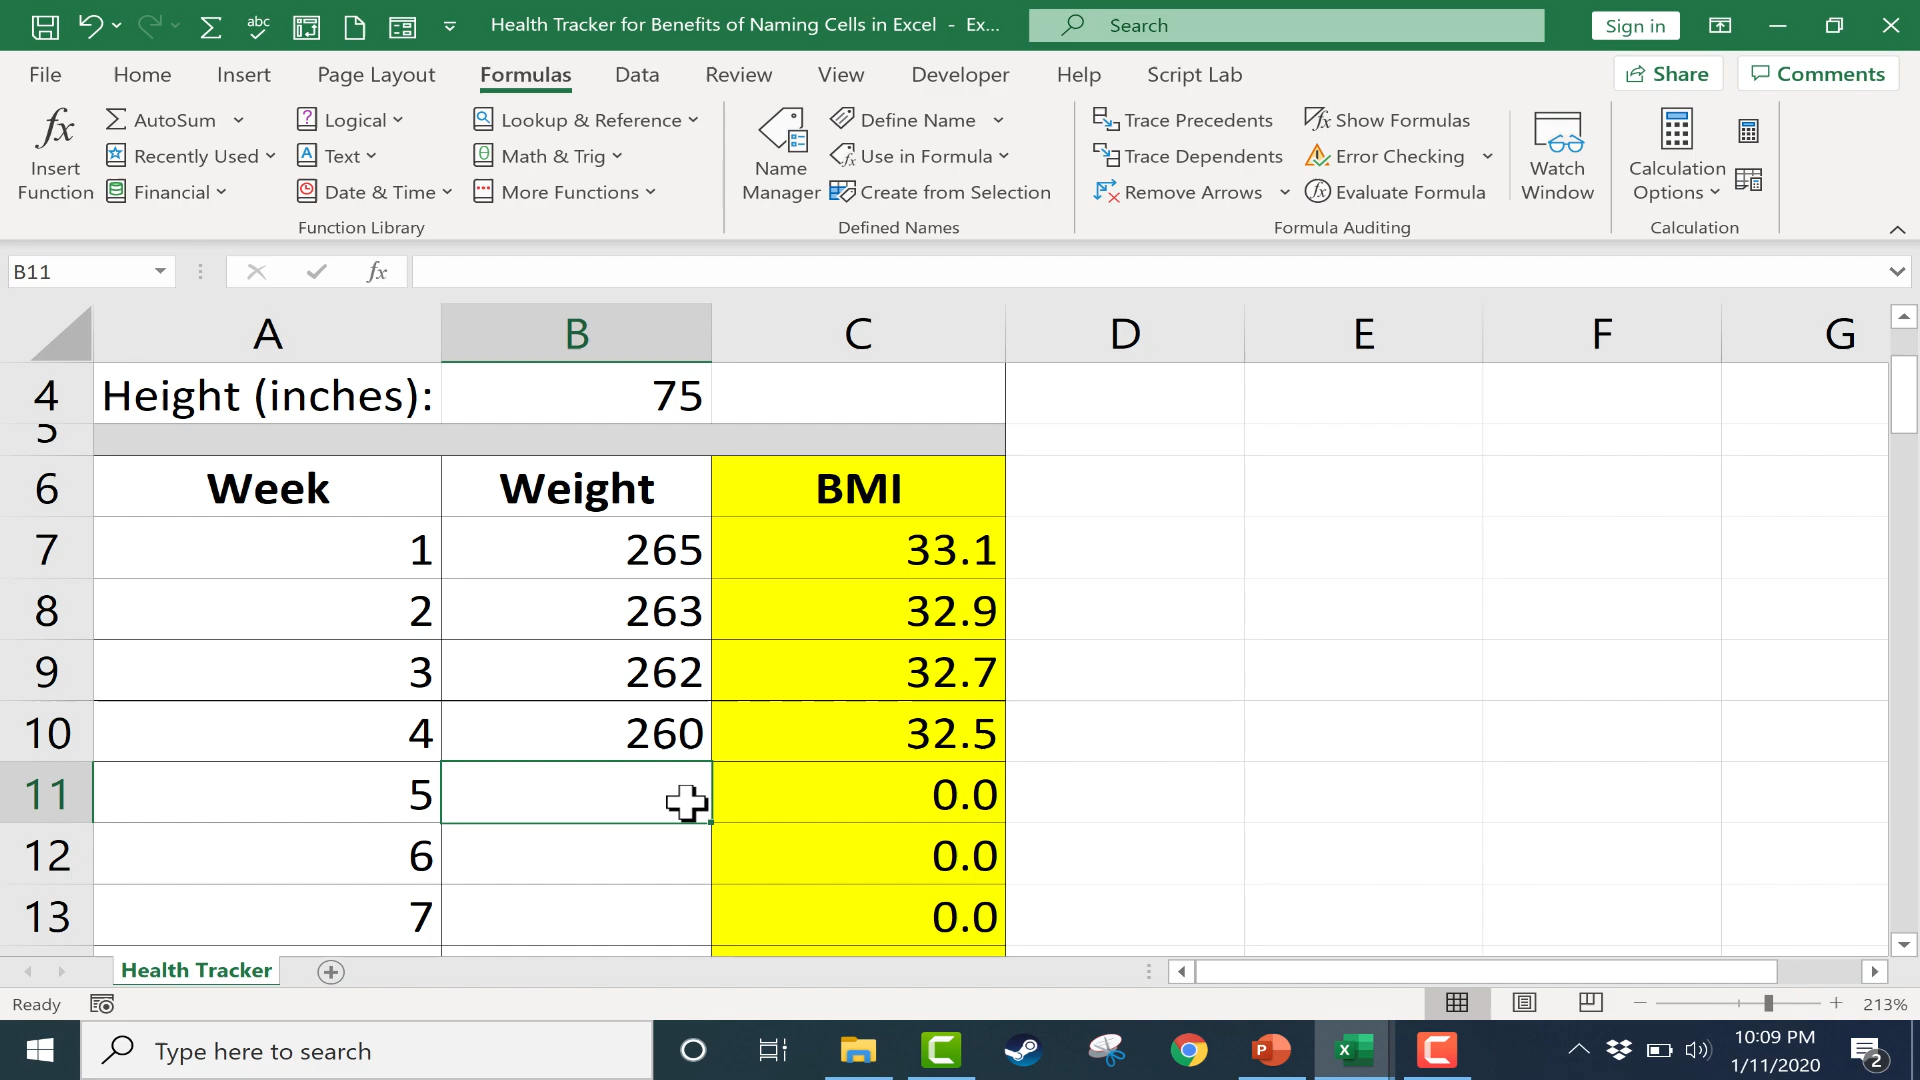 abc Health Tracker for Benefits of Naming Cells in Excel - Ex... Search Sign in
File Home Insert Page Layout Formulas Data Review View Developer Help Script Lab Share Comments
fx AutoSum Logical Lookup & Reference Define Name Trace Precedents Show Formulas
Insert Function Recently Used Text Math & Trig Name Manager Use in Formula Trace Dependents Error Checking Watch Window Calculation Options
Financial Date & Time More Functions Create from Selection Remove Arrows Evaluate Formula
Function Library Defined Names Formula Auditing Calculation
B11 fx
A B C D E F G
4 Height (inches): 75
5
6 Week Weight BMI
7 1 265 33.1
8 2 263 32.9
9 3 262 32.7
10 4 260 32.5
11 5 0.0
12 6 0.0
13 7 0.0
Health Tracker
Ready 213%
Type here to search 10:09 PM
1/11/2020 2